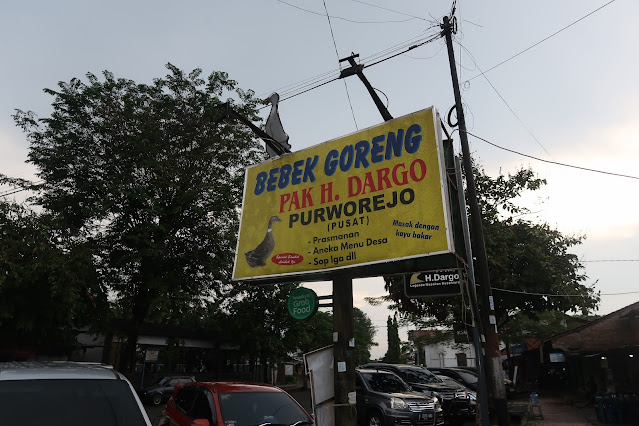 BEBEK GORENG
PAK H. DARGO
PURWOREJO
(PUSAT)
- Prasmanan
- Aneka Menu Desa
- Sop Iga dll
Masak dengan
kayu bakar
H.Dargo
Grab
Food